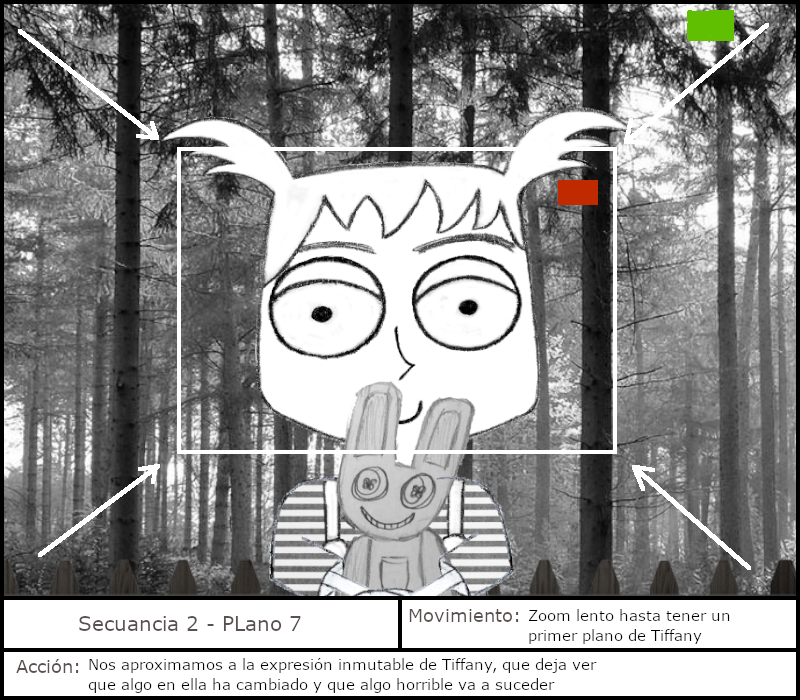 Secuancia 2 - PLano 7
Movimiento: Zoom lento hasta tener un
primer plano de Tiffany
Acción: Nos aproximamos a la expresión inmutable de Tiffany, que deja ver
que algo en ella ha cambiado y que algo horrible va a suceder